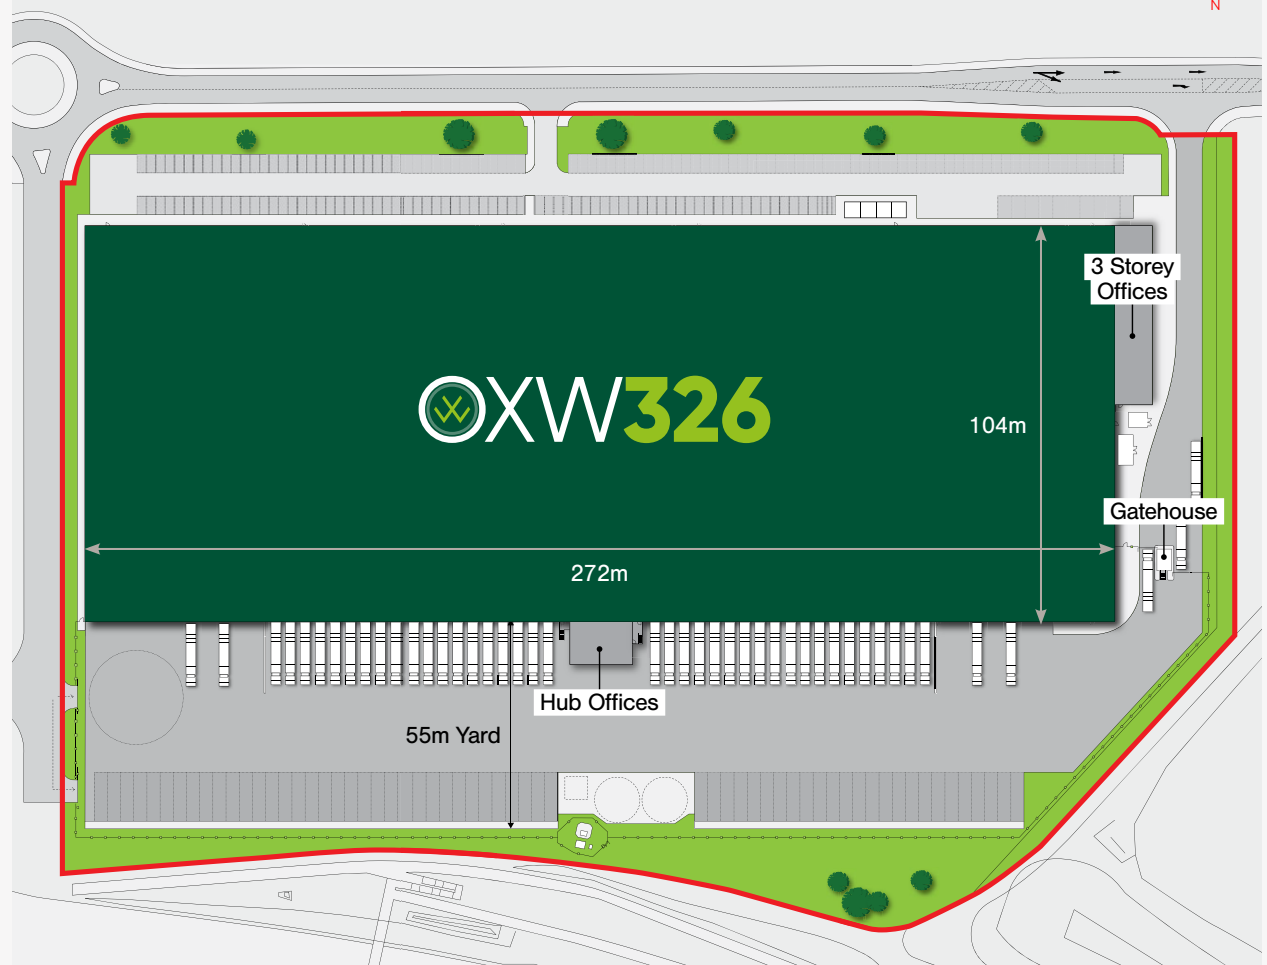 N
3 Storey
Offices
OXW326
104m
Gatehouse
272m
Hub Offices
55m Yard